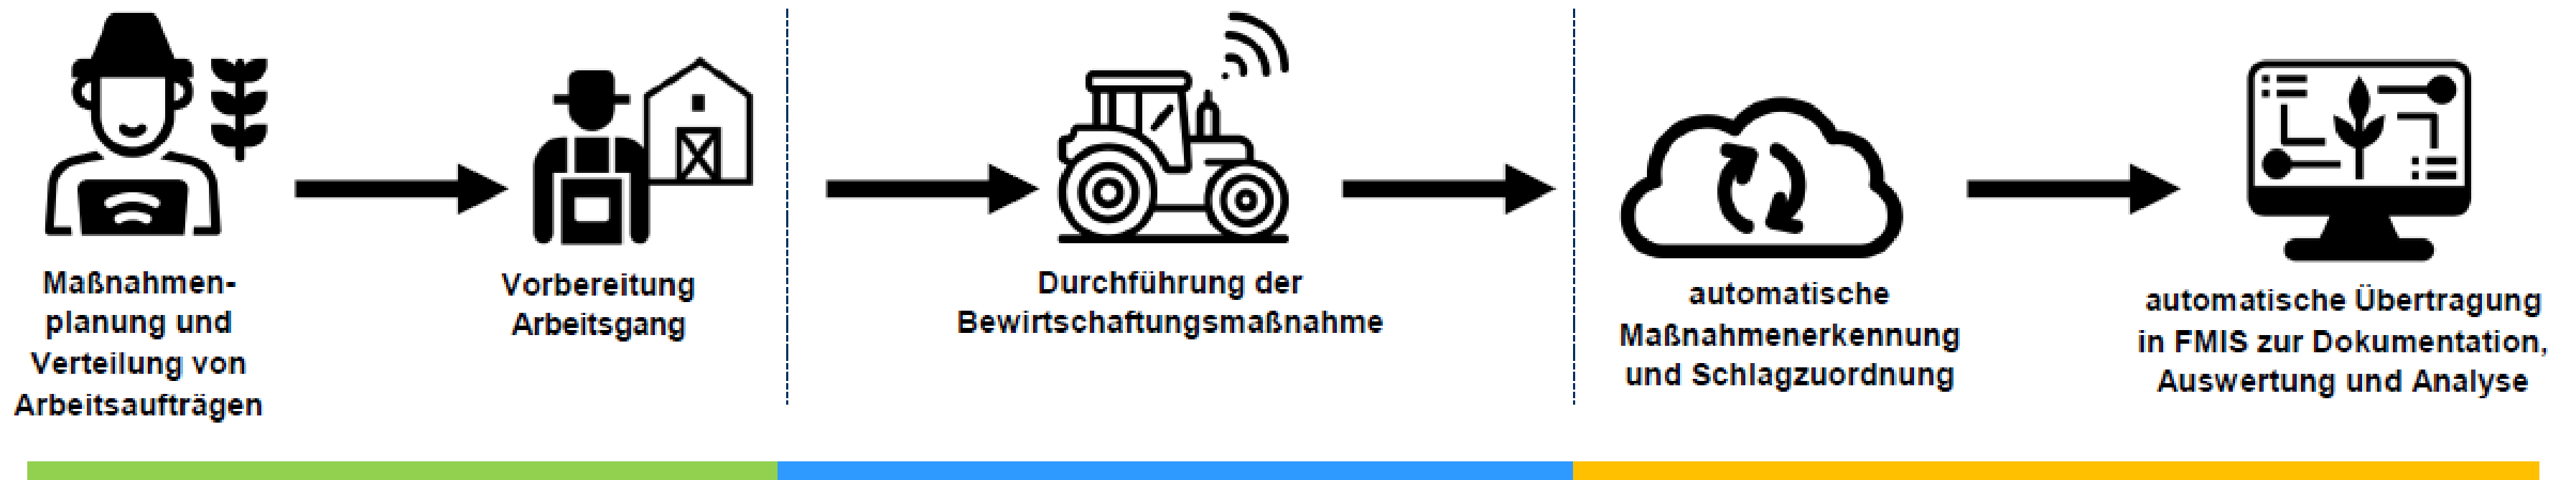 Maßnahmen-
planung und
Verteilung von
Arbeitsaufträgen
Vorbereitung
Arbeitsgang
Durchführung der
Bewirtschaftungsmaßnahme
automatische
Maßnahmenerkennung
und Schlagzuordnung
automatische Übertragung
in FMIS zur Dokumentation,
Auswertung und Analyse